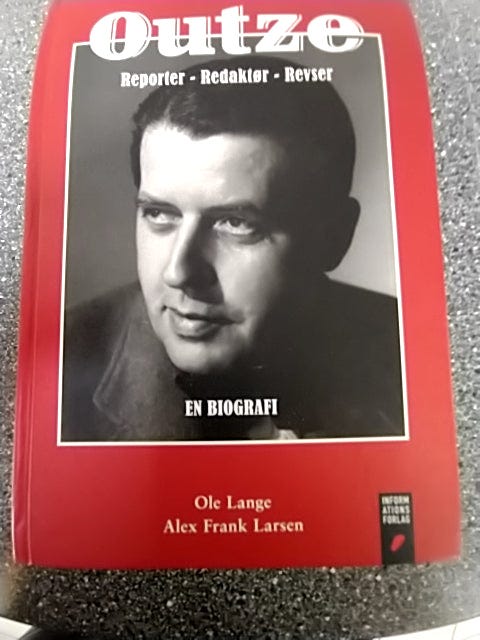 Outze
Reporter - Redaktør - Revser
EN BIOGRAFI
Ole Lange
Alex Frank Larsen
INFORM
ATIONS
FORLAG